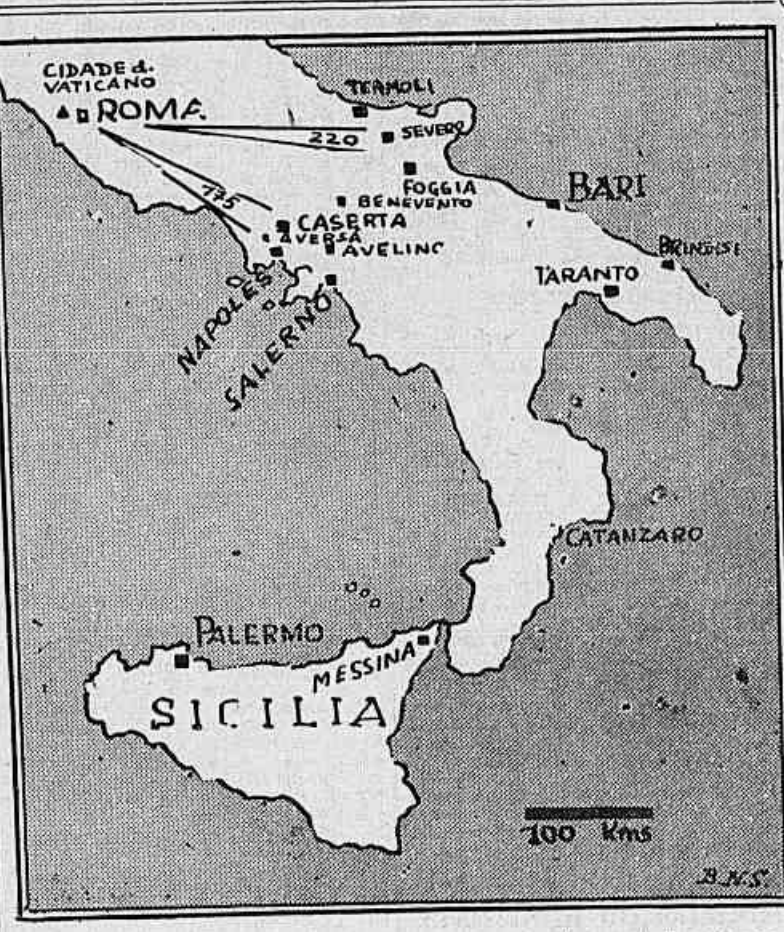 CIDADE d.
VATICANO
ROMA.
TERMOLI
220
SEVERO
FOGGIA
175
BENEVENTO
BARI
CASERTA
AVERSA
AVELINO
BRINDISI
TARANTO
NAPOLES
SALERNO
CATANZARO
PALERMO
MESSINA
SICILIA
100 Kms
B.N.S.